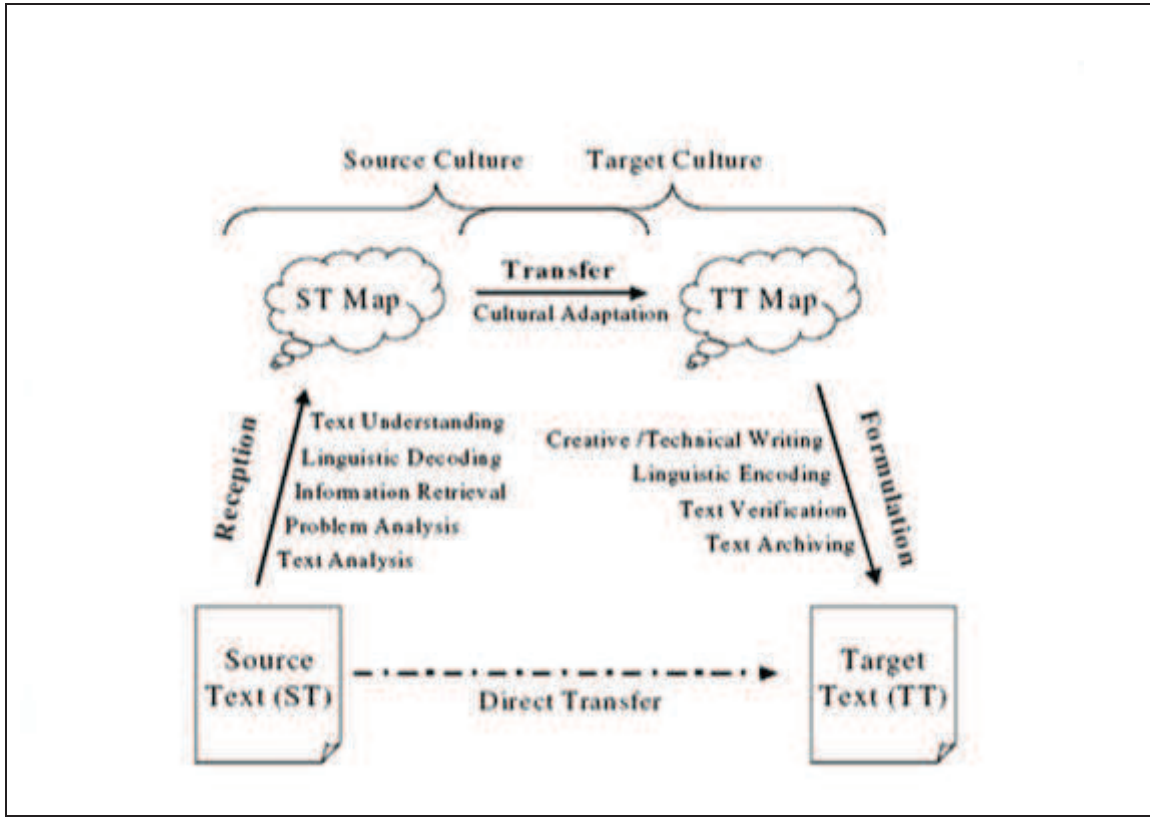 Source Culture
Target Culture
ST Map
Transfer
Cultural Adaptation
TT Map
Reception
Text Understanding
Linguistic Decoding
Information Retrieval
Problem Analysis
Text Analysis
Creative /Technical Writing
Linguistic Encoding
Text Verification
Text Archiving
Formulation
Source
Text (ST)
Direct Transfer
Target
Text (TT)